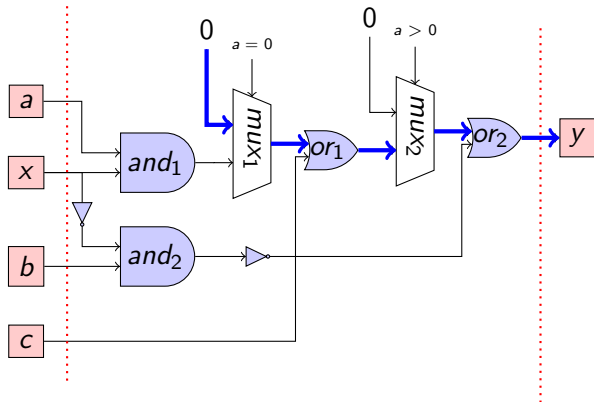 0
0
a = 0
a > 0
a
x
b
c
and₁
and₂
mux₁
or₁
mux₂
or₂
y